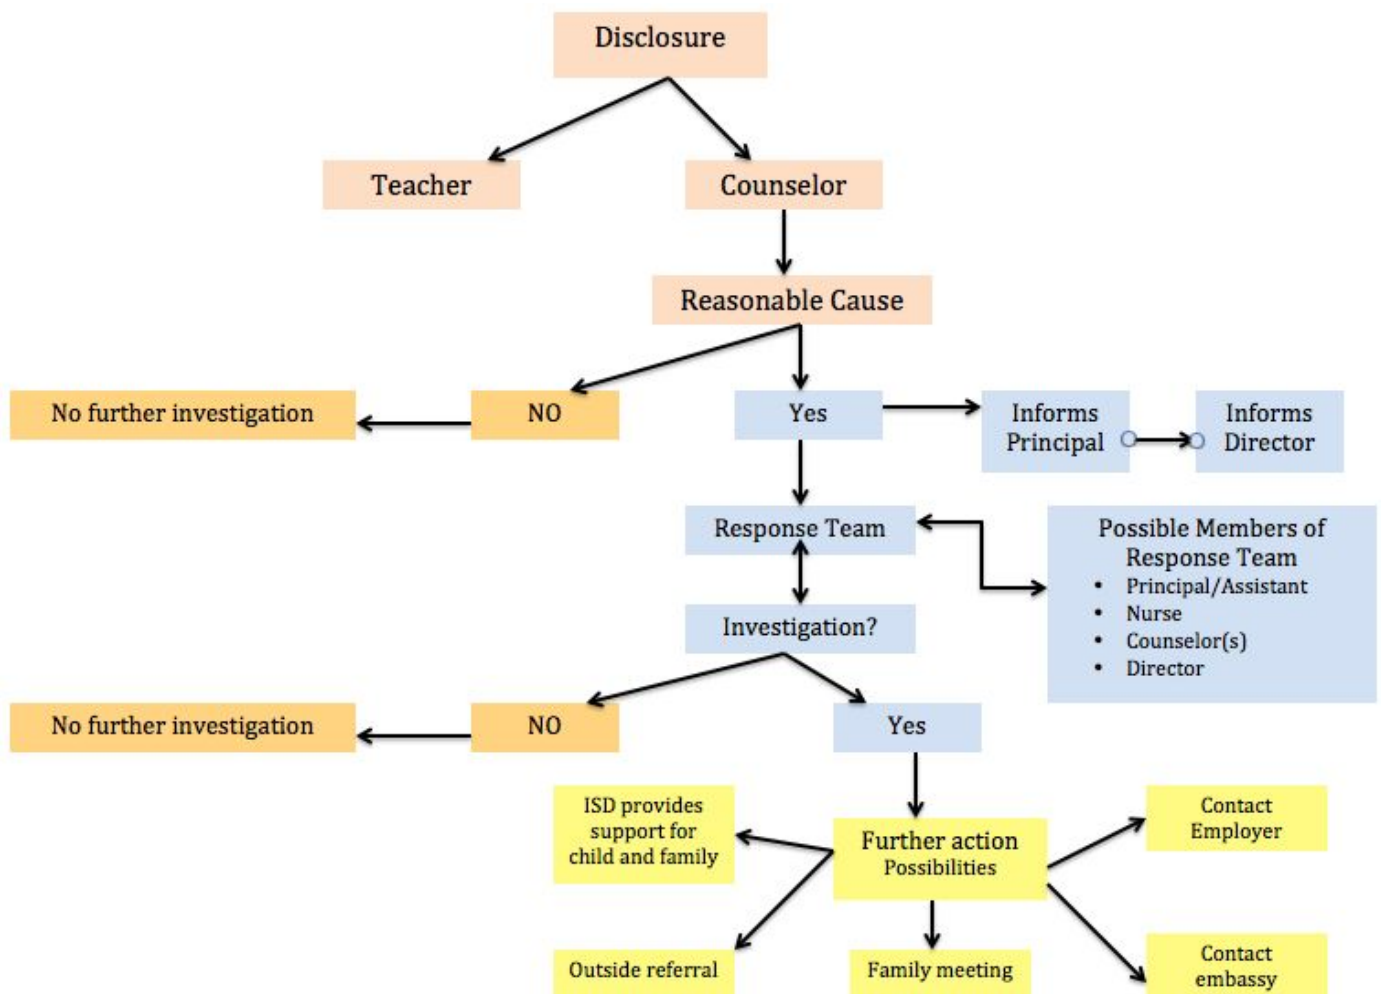 Disclosure
Teacher
Counselor
Reasonable Cause
No further investigation
NO
Yes
Informs
Principal
Informs
Director
Response Team
Possible Members of
Response Team
• Principal/Assistant
• Nurse
• Counselor(s)
• Director
Investigation?
No further investigation
NO
Yes
ISD provides
support for
child and family
Further action
Possibilities
Contact
Employer
Outside referral
Family meeting
Contact
embassy